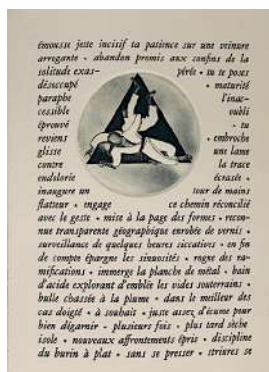 émousse jeste incisif ta patience sur une veinure
arrogante • abandon promis aux confins de la
solitude exas- pérés • tu te poses
désoccupé • maturité
paraphe l'inac-
cessible oubli
éprouvé • tu
reviens • embroche
glisse une lame
contre la trace
endslorie écrasée •
inaugure un tour de mains
flatteur • engage ce chemin réconcilié
avec le geste • mise à la page des formes • recon-
nue transparente géographique enrobée de vernis •
surveillance de quelques heures siccatives • en fin
de compte épargne les sinuosités • rogne des ra-
mifications • immerge la planche de métal • bain
d'acide explorant d'emblée les vides souterrains •
bulle chassée à la plume • dans le meilleur des
cas doigté • à souhait • juste assez d'écume pour
bien dégarnir - plusieurs fois • plus tard sèche
isole • nouveaux affrontements épris • discipline
du burin à plat • sans se presser • striures se